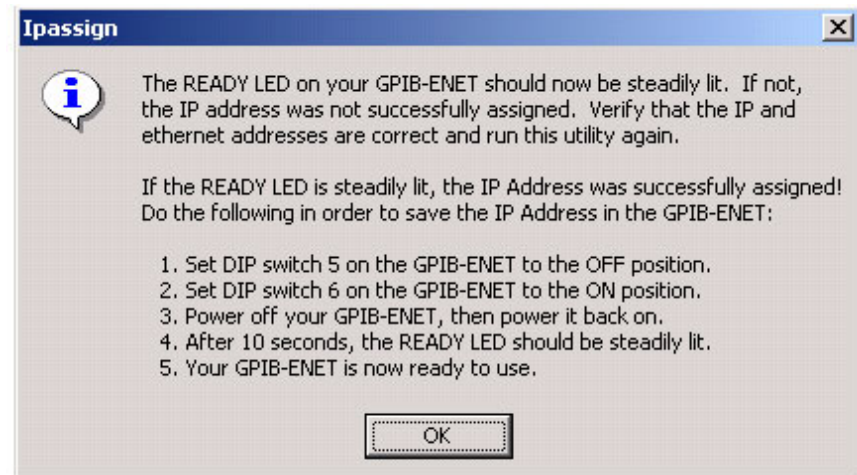 Ipassign
The READY LED on your GPIB-ENET should now be steadily lit.  If not,
the IP address was not successfully assigned.  Verify that the IP and
ethernet addresses are correct and run this utility again.
If the READY LED is steadily lit, the IP Address was successfully assigned!
Do the following in order to save the IP Address in the GPIB-ENET:
1. Set DIP switch 5 on the GPIB-ENET to the OFF position.
2. Set DIP switch 6 on the GPIB-ENET to the ON position.
3. Power off your GPIB-ENET, then power it back on.
4. After 10 seconds, the READY LED should be steadily lit.
5. Your GPIB-ENET is now ready to use.
OK